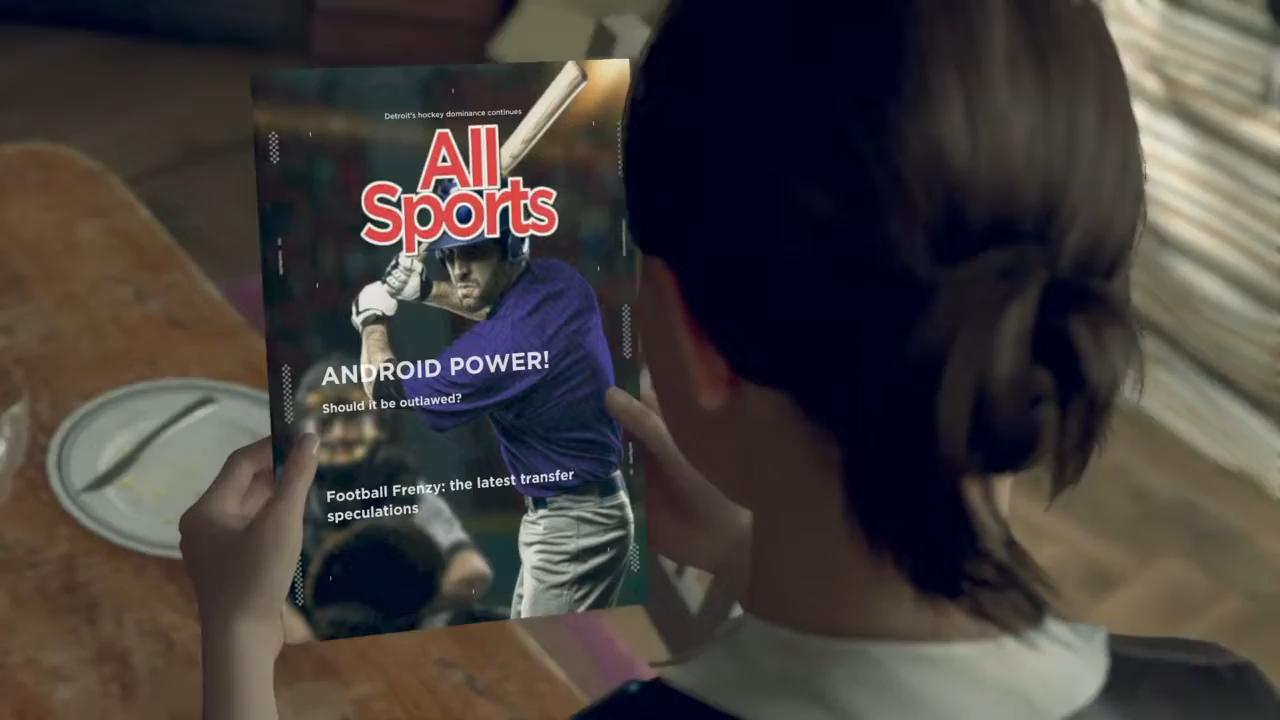 Detroit's hockey dominance continues
All
Sports
ANDROID POWER!
Should it be outlawed?
Football Frenzy: the latest transfer
speculations